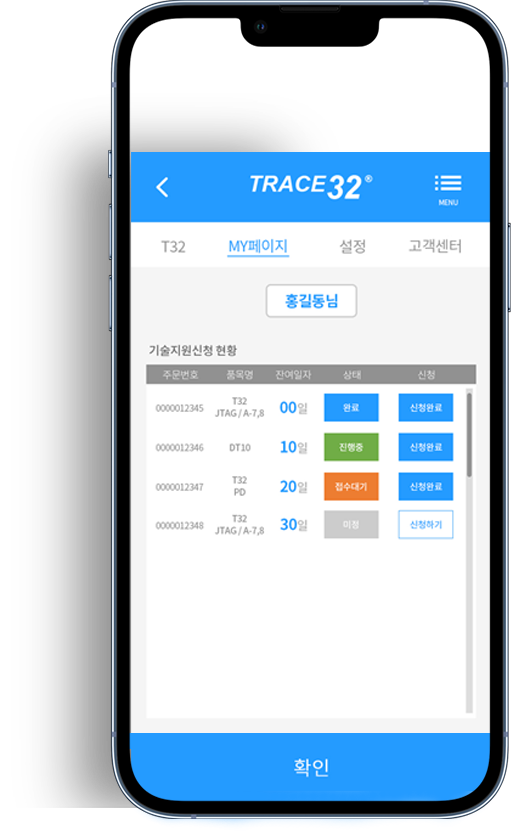 TRACE32®
MENU
T32 MY페이지 설정 고객센터
홍길동님
기술지원신청 현황
주문번호 품목명 잔여일자 상태 신청
0000012345 T32 JTAG / A-7,8 00일 완료 신청완료
0000012346 DT10 10일 진행중 신청완료
0000012347 T32 PD 20일 접수대기 신청완료
0000012348 T32 JTAG / A-7,8 30일 미정 신청하기
확인